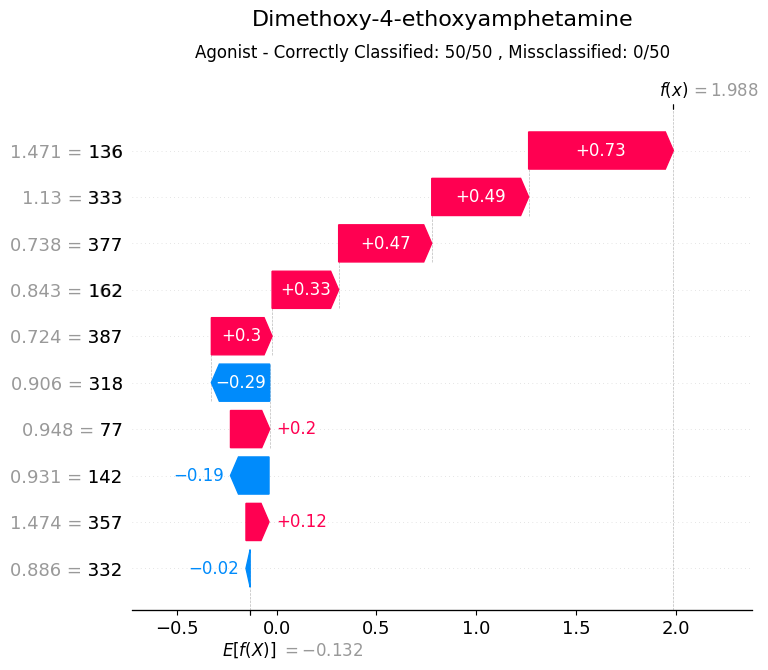 Dimethoxy-4-ethoxyamphetamine
Agonist - Correctly Classified: 50/50 , Missclassified: 0/50
f(x) = 1.988
1.471 = 136
+0.73
1.13 = 333
+0.49
0.738 = 377
+0.47
0.843 = 162
+0.33
0.724 = 387
+0.3
0.906 = 318
−0.29
0.948 = 77
+0.2
0.931 = 142
−0.19
1.474 = 357
+0.12
0.886 = 332
−0.02
−0.5 0.0 0.5 1.0 1.5 2.0
E[f(X)] = −0.132